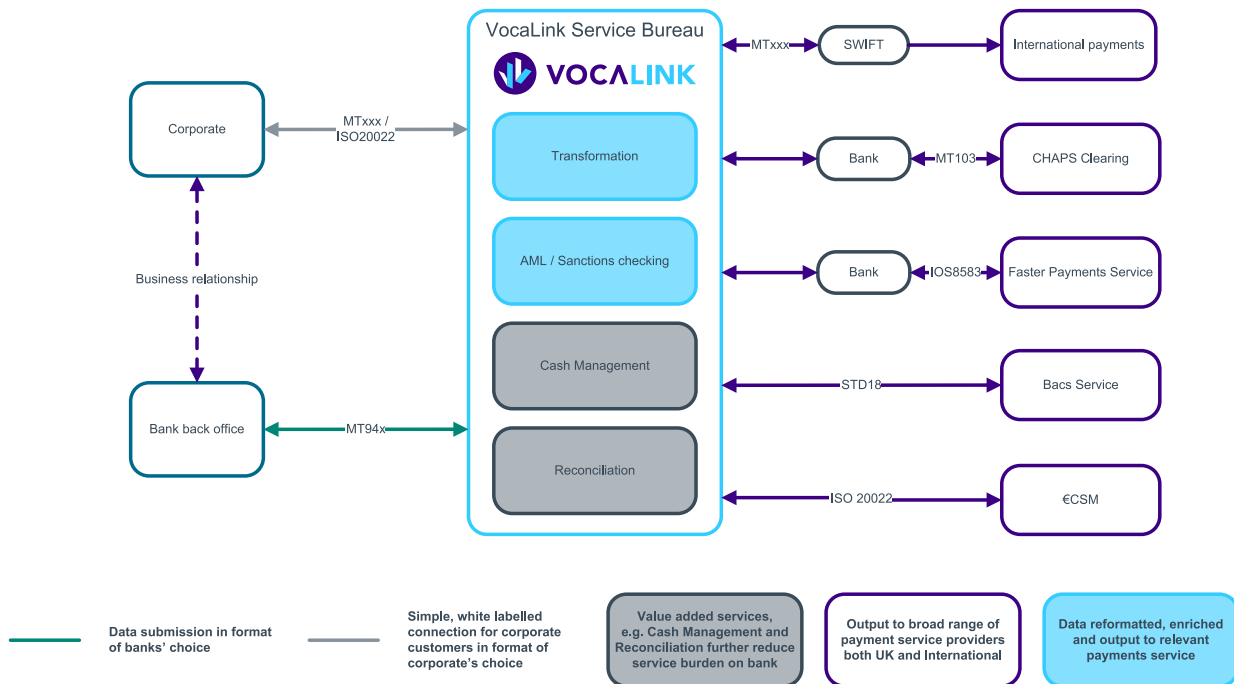 VocaLink Service Bureau
VOCALINK
Corporate
MTxxx /
ISO20022
Business relationship
Bank back office
MT94x
Transformation
AML / Sanctions checking
Cash Management
Reconciliation
MTxxx
SWIFT
International payments
Bank
MT103
CHAPS Clearing
Bank
IOS8583
Faster Payments Service
STD18
Bacs Service
ISO 20022
€CSM
Data submission in format
of banks’ choice
Simple, white labelled
connection for corporate
customers in format of
corporate’s choice
Value added services,
e.g. Cash Management and
Reconciliation further reduce
service burden on bank
Output to broad range of
payment service providers
both UK and International
Data reformatted, enriched
and output to relevant
payments service